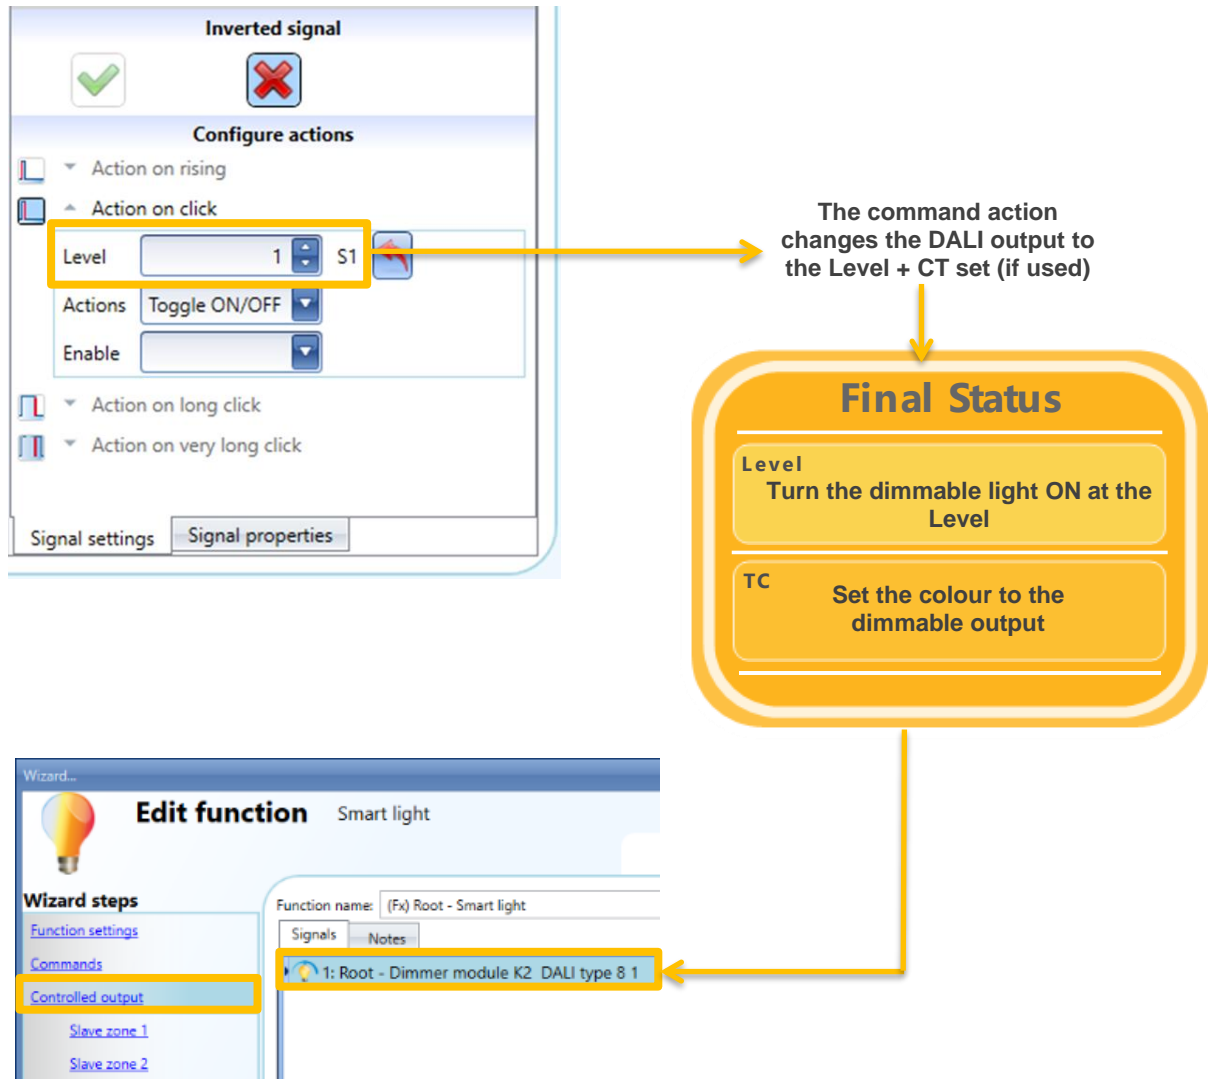 Inverted signal
Configure actions
Action on rising
Action on click
Level 1 S1
Actions Toggle ON/OFF
Enable
Action on long click
Action on very long click
Signal settings Signal properties
The command action
changes the DALI output to
the Level + CT set (if used)
Final Status
Level
Turn the dimmable light ON at the
Level
TC
Set the colour to the
dimmable output
Wizard...
Edit function Smart light
Wizard steps
Function settings
Commands
Controlled output
Slave zone 1
Slave zone 2
Function name: (Fx) Root - Smart light
Signals Notes
1: Root - Dimmer module K2 DALI type 8 1